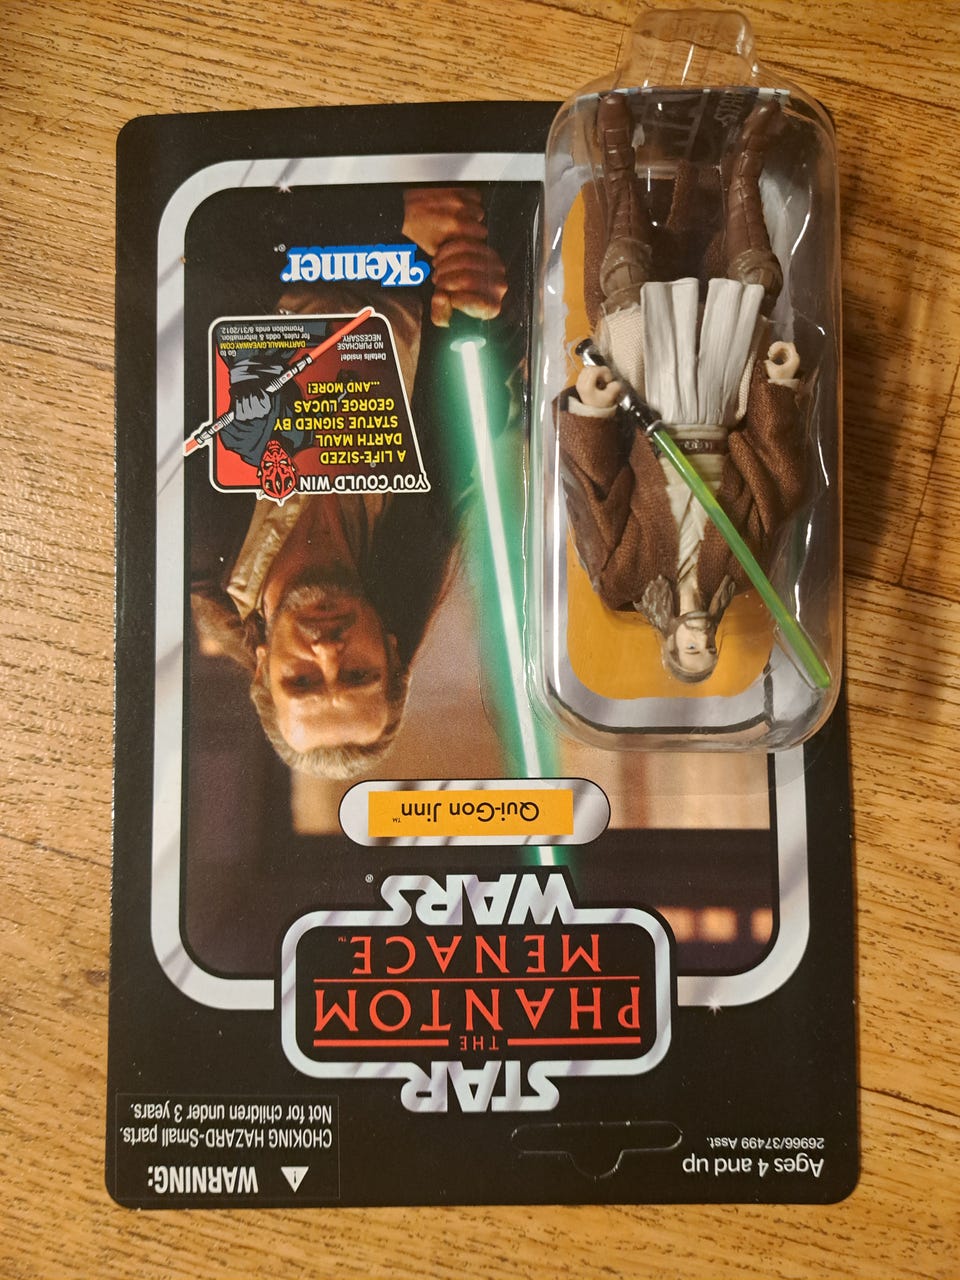 Ages 4 and up
26966/37499 Asst.
WARNING:
CHOKING HAZARD-Small parts.
Not for children under 3 years.
STAR
THE
PHANTOM
MENACE™
WARS®
Qui-Gon Jinn™
YOU COULD WIN
A LIFE-SIZED
DARTH MAUL
STATUE SIGNED BY
GEORGE LUCAS
...AND MORE!
Details inside!
NO PURCHASE
NECESSARY.
Go to
DARTHMAULGIVEAWAY.COM
for rules, odds & information.
Promotion ends 8/31/2012.
Kenner®